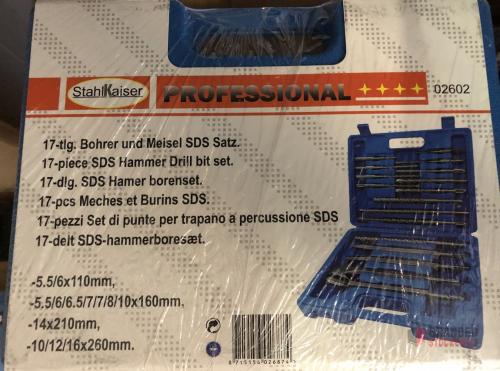 StahlKaiser
PROFESSIONAL
02602
17-tlg. Bohrer und Meisel SDS Satz.
17-piece SDS Hammer Drill bit set.
17-dlg. SDS Hamer borenset.
17-pcs Meches et Burins SDS.
17-pezzi Set di punte per trapano a percussione SDS
17-delt SDS-hammerboresæt.
-5.5/6x110mm,
-5.5/6/6.5/7/7/8/10x160mm,
-14x210mm,
-10/12/16x260mm.